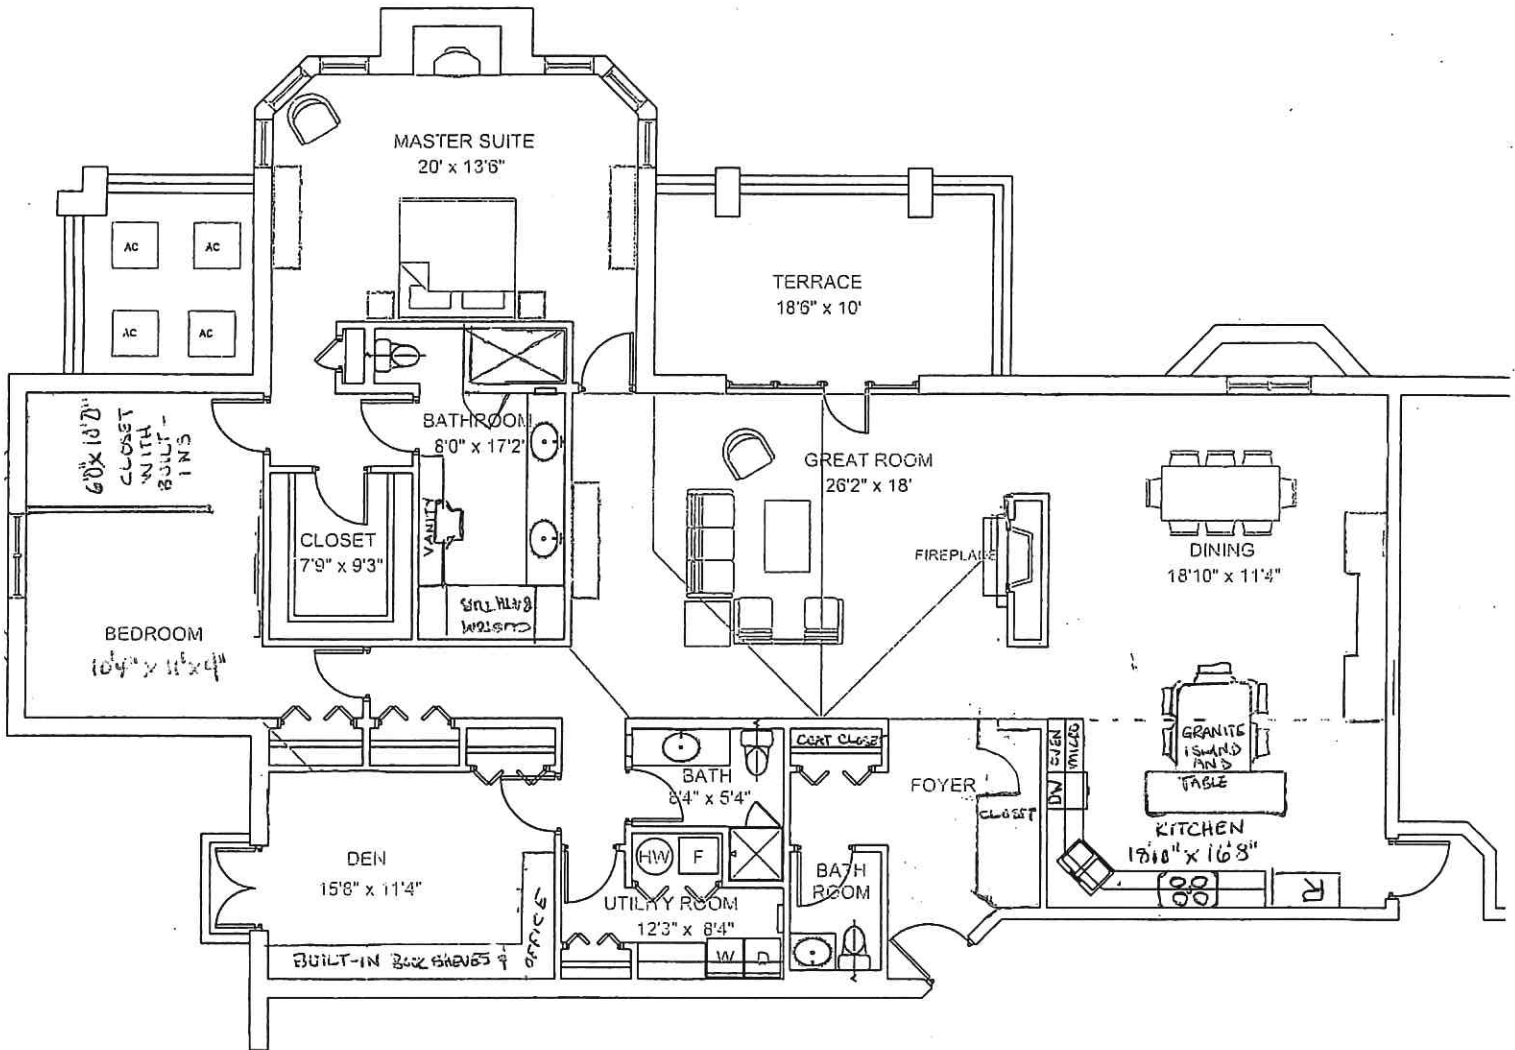 MASTER SUITE
20' x 13'6"
AC
AC
AC
AC
TERRACE
18'6" x 10'
6'0" x 10'0"
CLOSET
WITH
BUILT-
INS
BATHROOM
8'0" x 17'2"
VANITY
CUSTOM
BATH TUB
CLOSET
7'9" x 9'3"
GREAT ROOM
26'2" x 18'
FIREPLACE
DINING
18'10" x 11'4"
BEDROOM
10'4" x 11'x4"
BATH
8'4" x 5'4"
COAT CLOSET
FOYER
CLOSET
OVEN
MICRO
DW
GRANITE
ISLAND
AND
TABLE
KITCHEN
18'10" x 16'8"
DEN
15'8" x 11'4"
HW
F
BATH
ROOM
UTILITY ROOM
12'3" x 8'4"
W
D
BUILT-IN BOOKSHELVES &
OFFICE